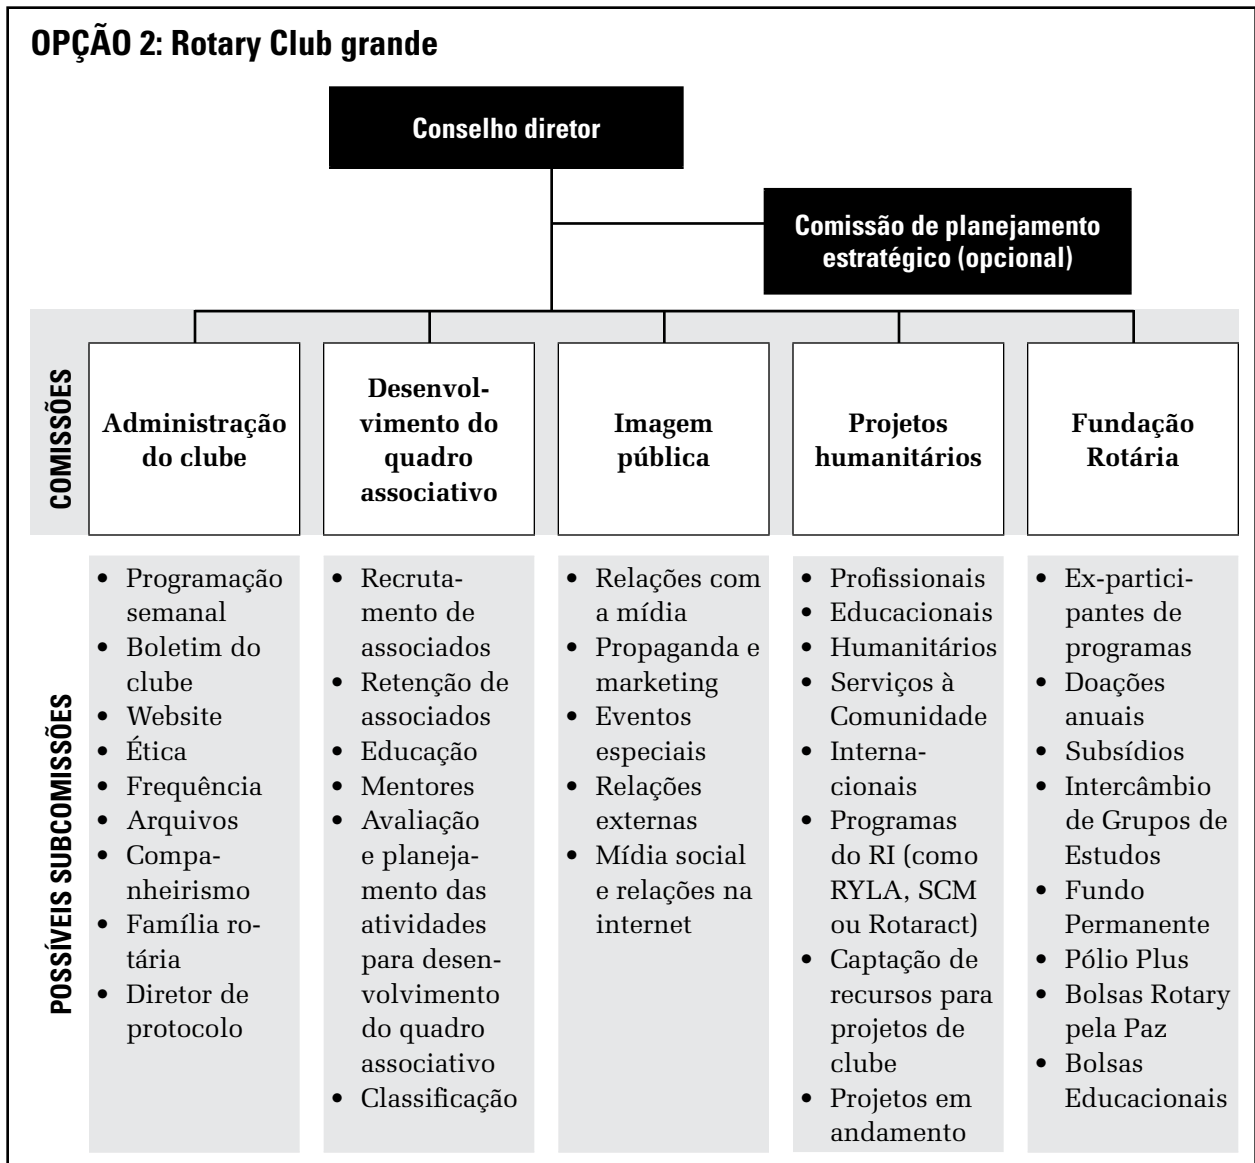 OPÇÃO 2: Rotary Club grande
Conselho diretor
Comissão de planejamento
estratégico (opcional)
COMISSÕES
Administração
do clube
Desenvol-
vimento do
quadro
associativo
Imagem
pública
Projetos
humanitários
Fundação
Rotária
POSSÍVEIS SUBCOMISSÕES
• Programação
semanal
• Boletim do
clube
• Website
• Ética
• Frequência
• Arquivos
• Compa-
nheirismo
• Família ro-
tária
• Diretor de
protocolo
• Recruta-
mento de
associados
• Retenção de
associados
• Educação
• Mentores
• Avaliação
e planeja-
mento das
atividades
para desen-
volvimento
do quadro
associativo
• Classificação
• Relações com
a mídia
• Propaganda e
marketing
• Eventos
especiais
• Relações
externas
• Mídia social
e relações na
internet
• Profissionais
• Educacionais
• Humanitários
• Serviços à
Comunidade
• Interna-
cionais
• Programas
do RI (como
RYLA, SCM
ou Rotaract)
• Captação de
recursos para
projetos de
clube
• Projetos em
andamento
• Ex-partici-
pantes de
programas
• Doações
anuais
• Subsídios
• Intercâmbio
de Grupos de
Estudos
• Fundo
Permanente
• Pólio Plus
• Bolsas Rotary
pela Paz
• Bolsas
Educacionais